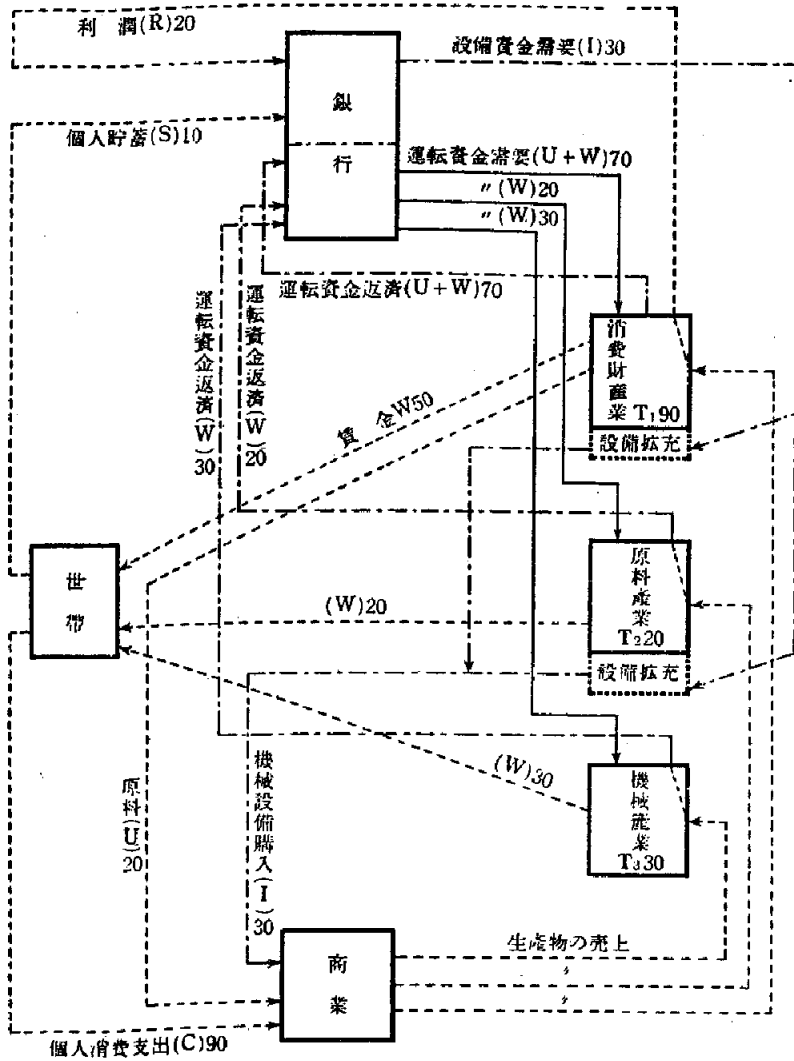 利潤(R)20
設備資金需要(I)30
銀行
個人貯蓄(S)10
運転資金需要(U+W)70
〃(W)20
〃(W)30
運転資金返済(U+W)70
運転資金返済(W)30
運転資金返済(W)20
消費財産業 T₁90
設備拡充
賃金W50
世帯
(W)20
原料産業 T₂20
設備拡充
(W)30
機械産業 T₃30
原料(U)20
機械設備購入(I)30
商業
生産物の売上
〃
〃
個人消費支出(C)90